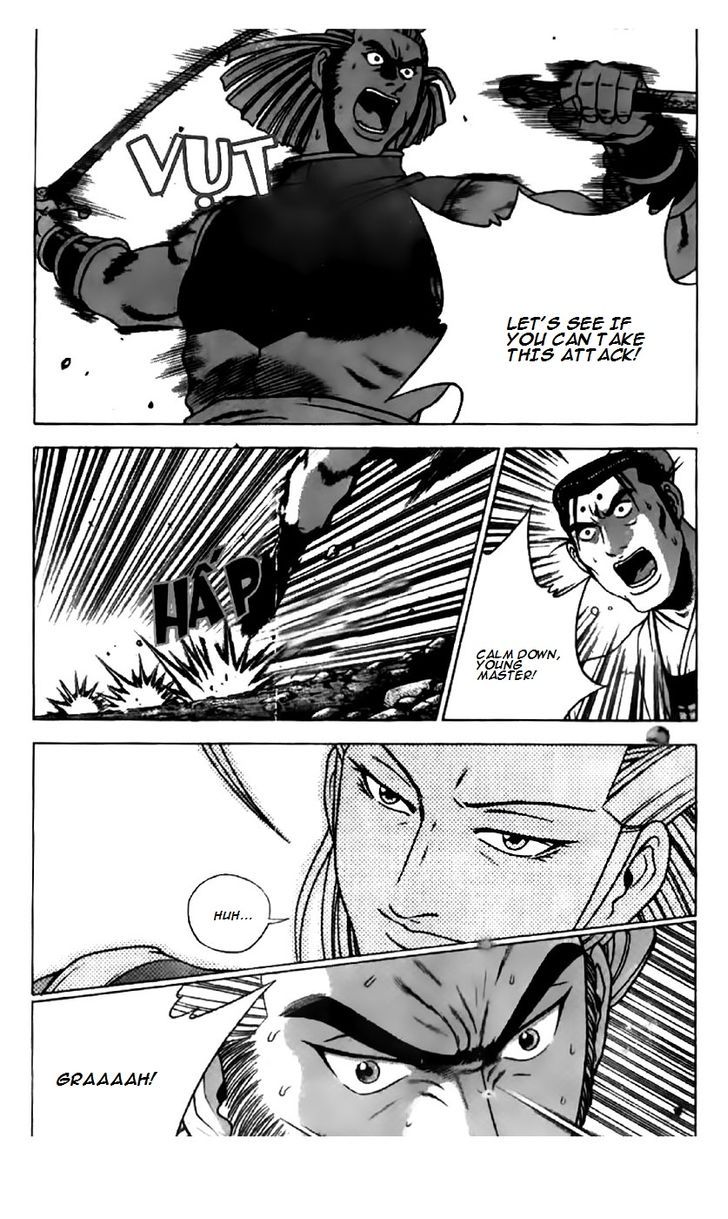 VỤT
LET'S SEE IF
YOU CAN TAKE
THIS ATTACK!
HẤP
CALM DOWN,
YOUNG
MASTER!
HUH...
GRAAAAH!